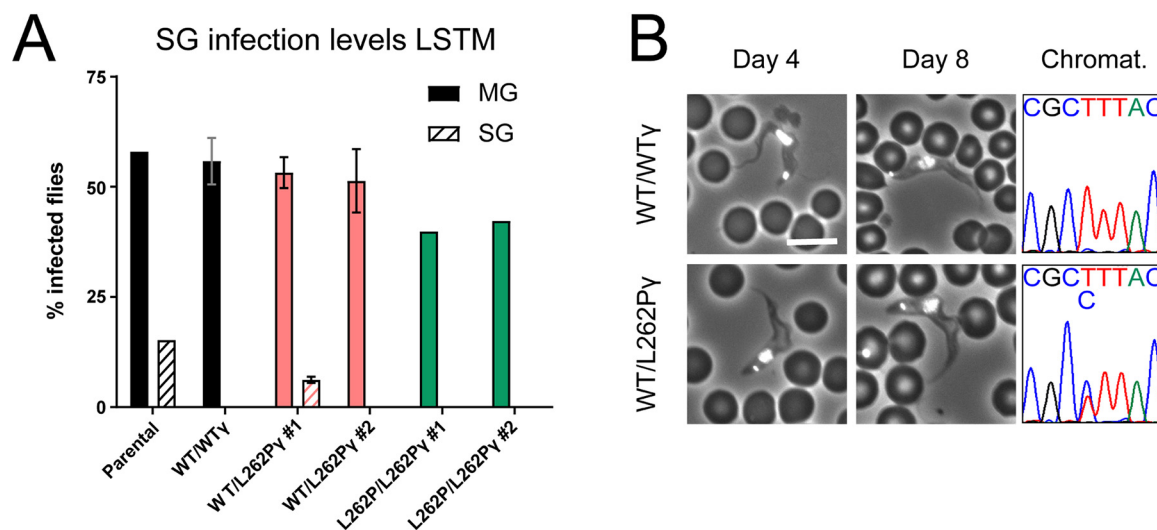 A
SG infection levels LSTM
75
50
25
0
% infected flies
MG
SG
Parental
WT/WTγ
WT/L262Pγ #1
WT/L262Pγ #2
L262P/L262Pγ #1
L262P/L262Pγ #2
B
Day 4
Day 8
Chromat.
WT/WTγ
CGCTTTAC
WT/L262Pγ
CGCTTTAC
C